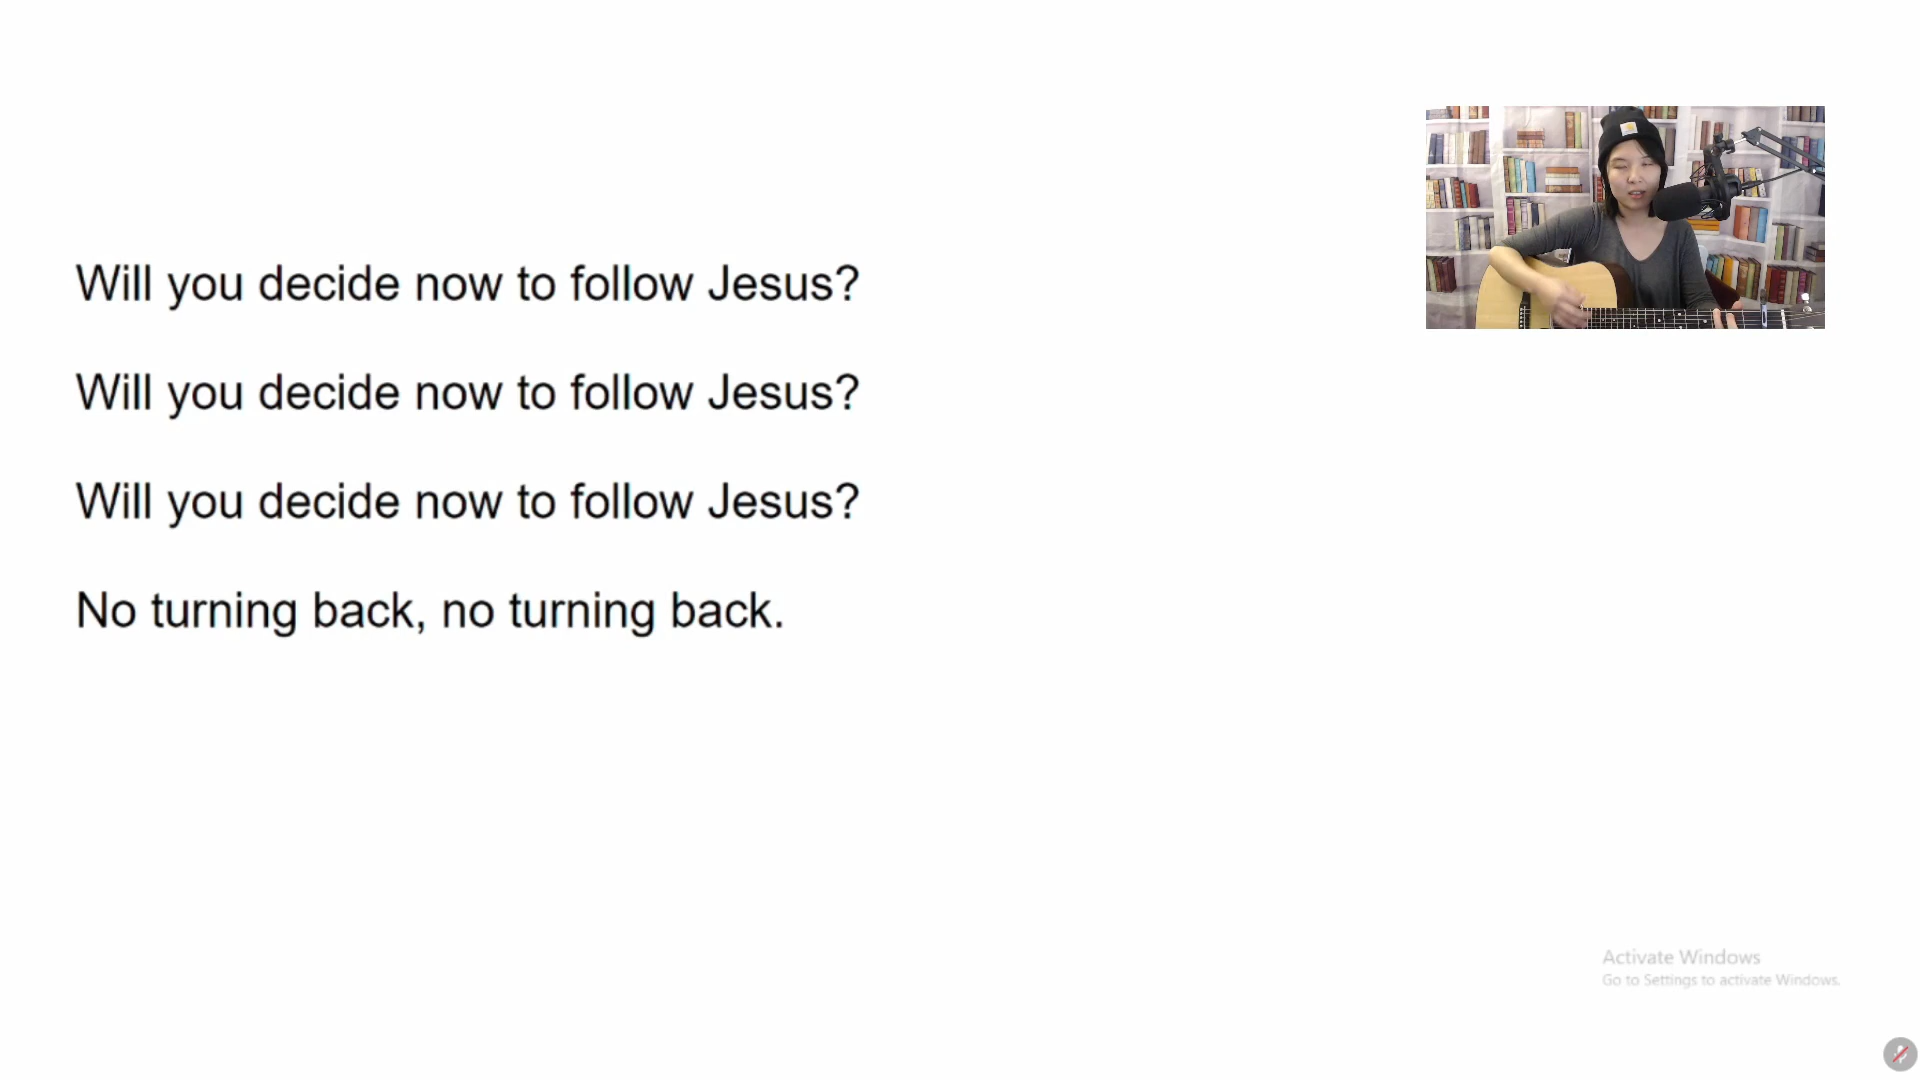 Will you decide now to follow Jesus?
Will you decide now to follow Jesus?
Will you decide now to follow Jesus?
No turning back, no turning back.
Activate Windows
Go to Settings to activate Windows.